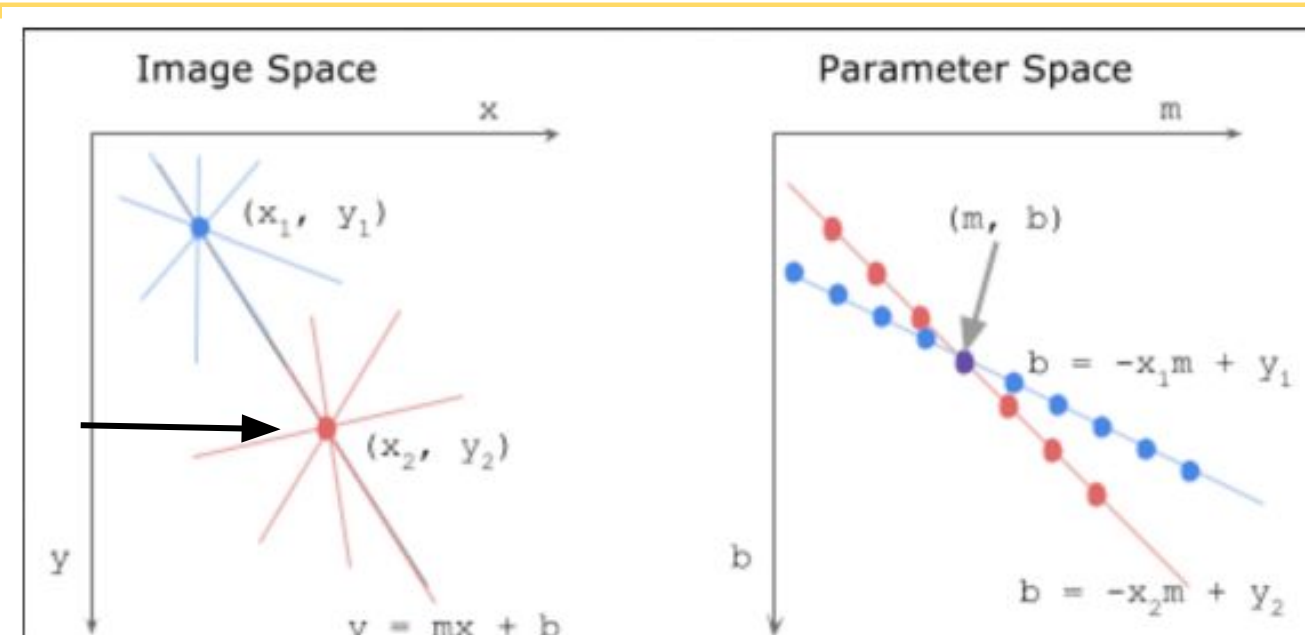 Image Space
x
(x₁, y₁)
(x₂, y₂)
y
y = mx + b
Parameter Space
m
(m, b)
b = -x₁m + y₁
b
b = -x₂m + y₂